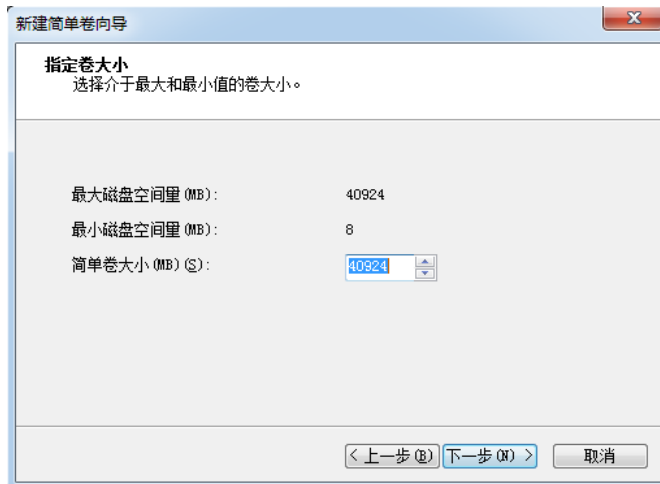 新建简单卷向导
指定卷大小
选择介于最大和最小值的卷大小。
最大磁盘空间量(MB): 40924
最小磁盘空间量(MB): 8
简单卷大小(MB)(S): 40924
< 上一步(B) 下一步(N) > 取消